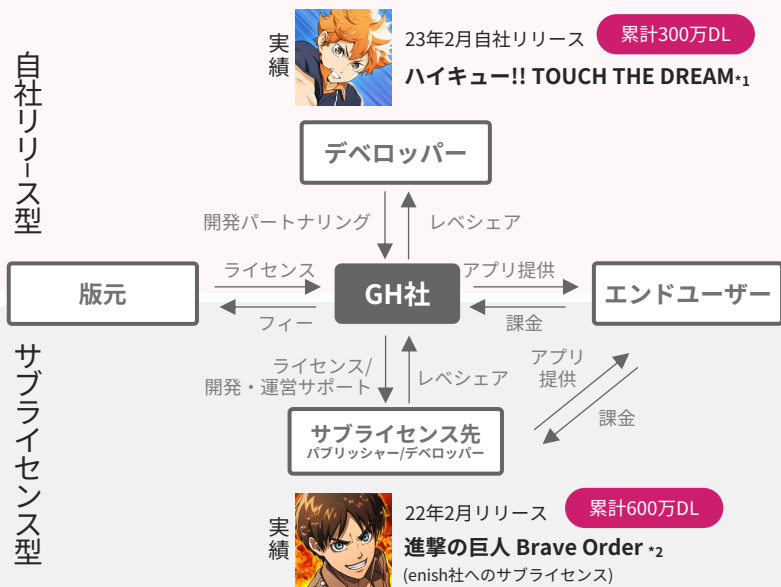 自社リリース型
実績
23年2月自社リリース
累計300万DL
ハイキュー!! TOUCH THE DREAM*1
デベロッパー
開発パートナリング
レベシェア
版元
ライセンス
フィー
GH社
アプリ提供
課金
エンドユーザー
サブライセンス型
ライセンス/
開発・運営サポート
レベシェア
アプリ
提供
課金
サブライセンス先
パブリッシャー/デベロッパー
実績
22年2月リリース
累計600万DL
進撃の巨人 Brave Order *2
(enish社へのサブライセンス)